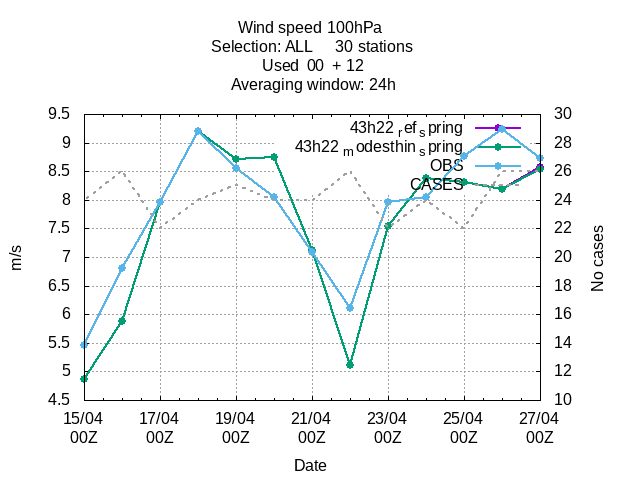 Wind speed 100hPa
Selection: ALL     30 stations
Used  00  + 12
Averaging window: 24h
9.5
9
8.5
8
7.5
7
6.5
6
5.5
5
4.5
30
28
26
24
22
20
18
16
14
12
10
43h22 ref spring
43h22 modesthin spring
OBS
CASES
m/s
No cases
15/04 17/04 19/04 21/04 23/04 25/04 27/04
00Z 00Z 00Z 00Z 00Z 00Z 00Z
Date